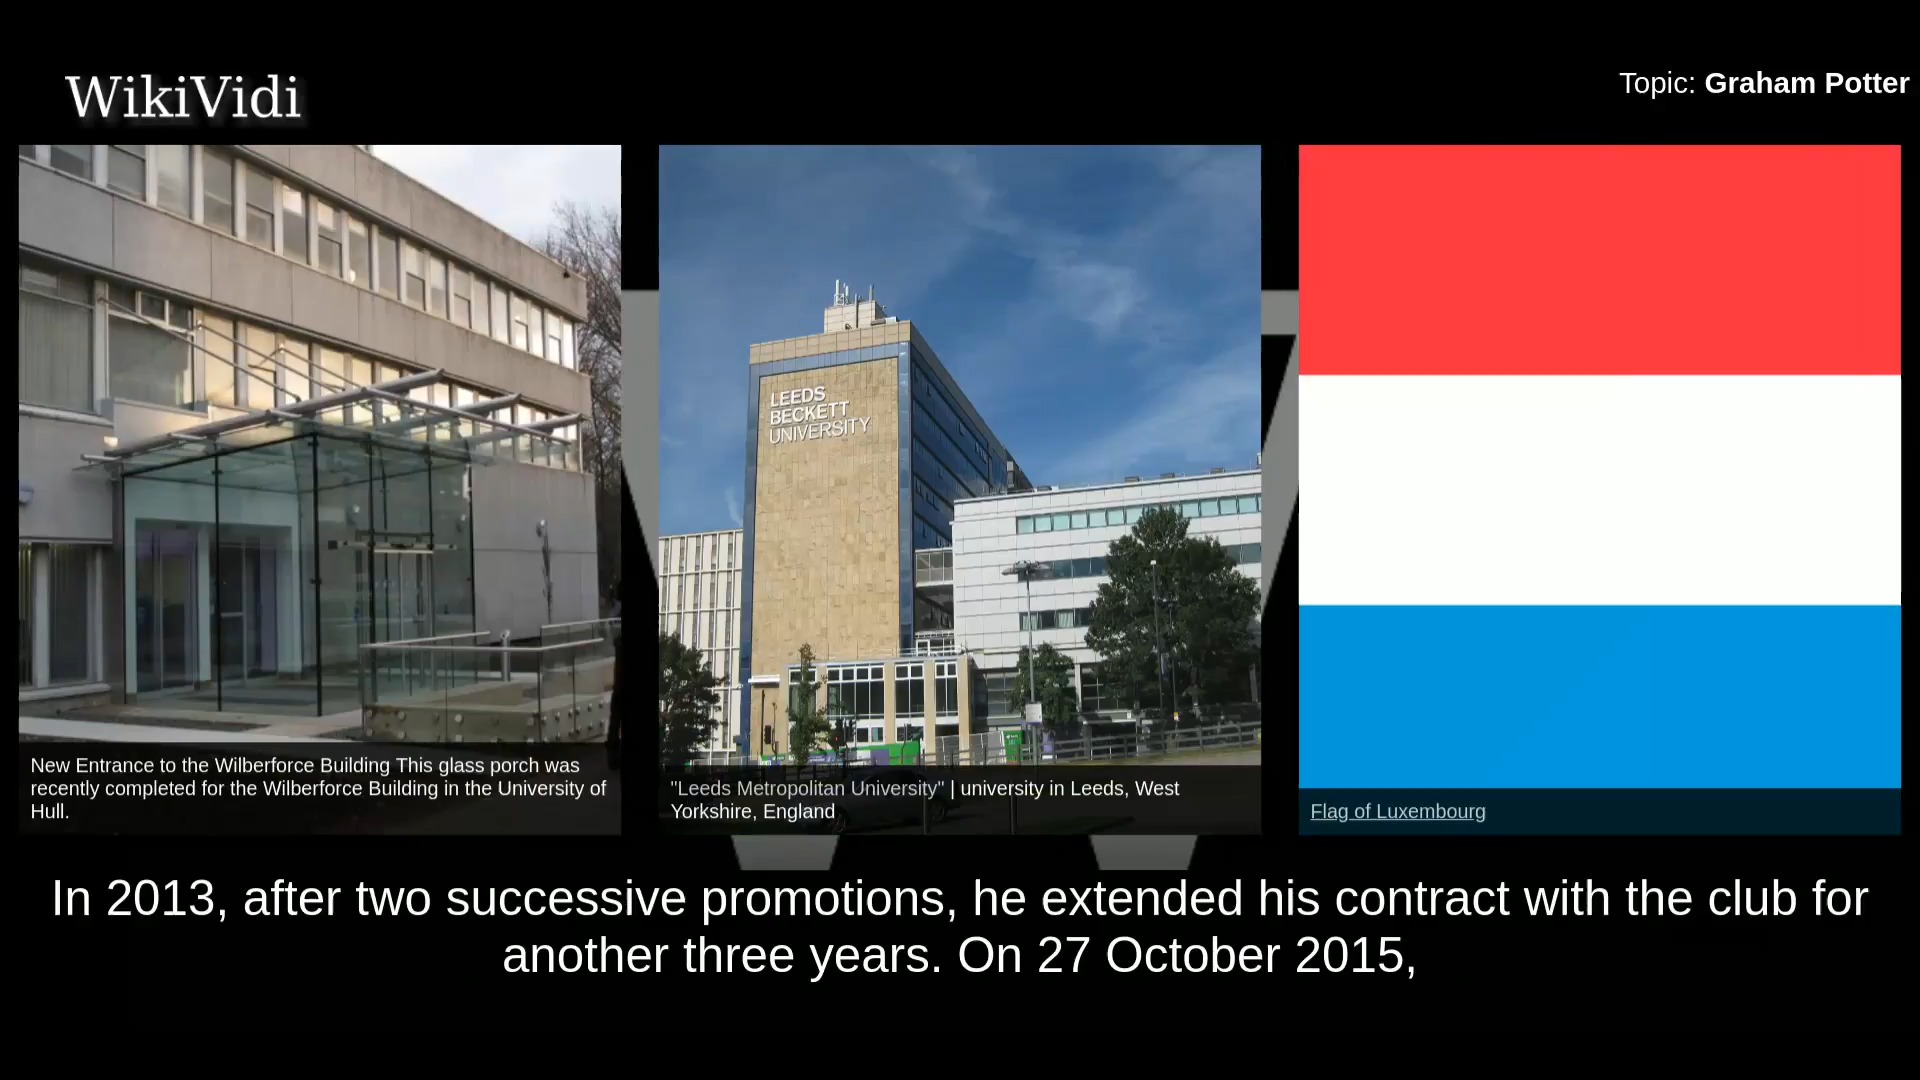 WikiVidi
Topic: Graham Potter
LEEDS
BECKETT
UNIVERSITY
New Entrance to the Wilberforce Building This glass porch was
recently completed for the Wilberforce Building in the University of
Hull.
"Leeds Metropolitan University" | university in Leeds, West
Yorkshire, England
Flag of Luxembourg
In 2013, after two successive promotions, he extended his contract with the club for
another three years. On 27 October 2015,